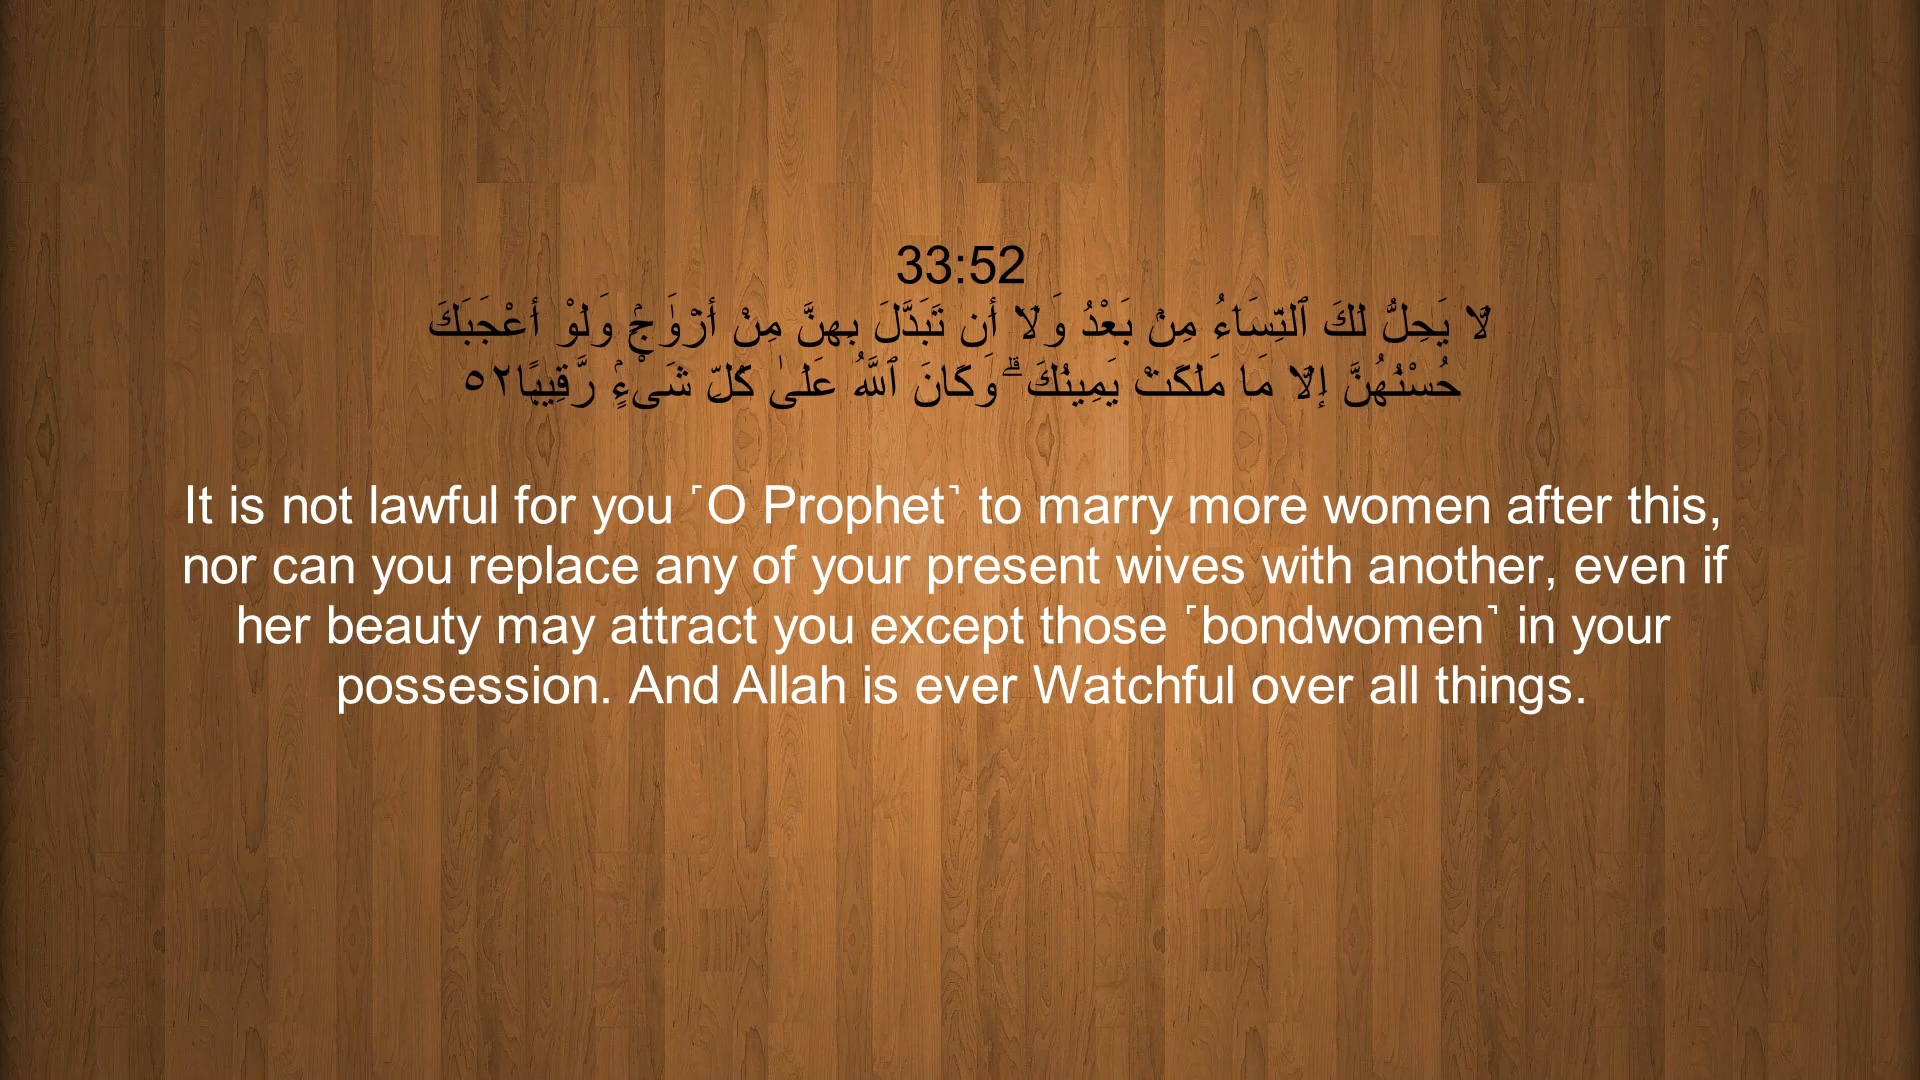 33:52
لَّا يَحِلُّ لَكَ ٱلنِّسَآءُ مِنۢ بَعْدُ وَلَآ أَن تَبَدَّلَ بِهِنَّ مِنْ أَزْوَٰجٍۢ وَلَوْ أَعْجَبَكَ
حُسْنُهُنَّ إِلَّا مَا مَلَكَتْ يَمِينُكَ ۗ وَكَانَ ٱللَّهُ عَلَىٰ كُلِّ شَىْءٍۢ رَّقِيبًا٥٢
It is not lawful for you ˹O Prophet˺ to marry more women after this,
nor can you replace any of your present wives with another, even if
her beauty may attract you except those ˹bondwomen˺ in your
possession. And Allah is ever Watchful over all things.